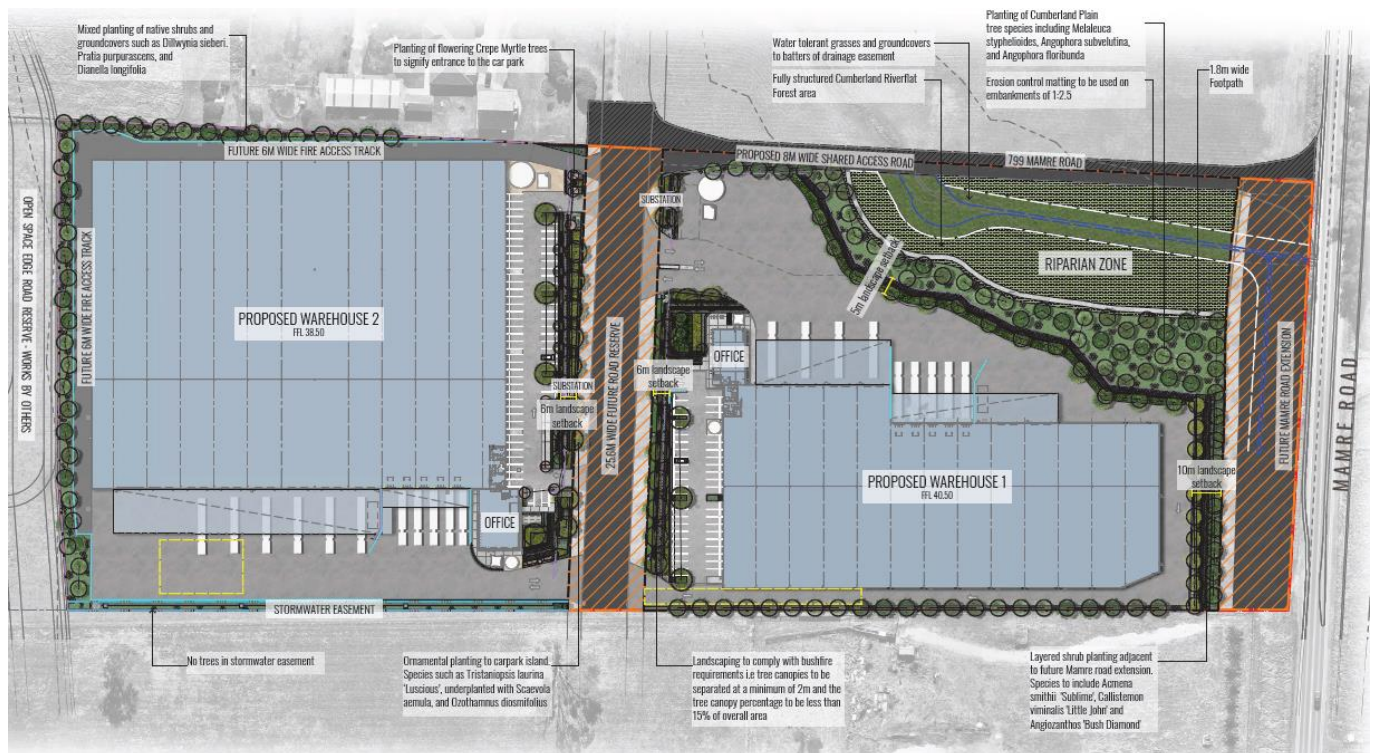 Mixed planting of native shrubs and
groundcovers such as Dillwynia sieberi.
Pratia purpurascens, and
Dianella longifolia
Planting of flowering Crepe Myrtle trees
to signify entrance to the car park
Water tolerant grasses and groundcovers
to batters of drainage easement
Fully structured Cumberland Riverflat
Forest area
Planting of Cumberland Plain
tree species including Melaleuca
styphelioides, Angophora subvelutina,
and Angophora floribunda
Erosion control matting to be used on
embankments of 1:2.5
1.8m wide
Footpath
FUTURE 6M WIDE FIRE ACCESS TRACK
PROPOSED 8M WIDE SHARED ACCESS ROAD
799 MAMRE ROAD
OPEN SPACE EDGE ROAD RESERVE - WORKS BY OTHERS
FUTURE 6M WIDE FIRE ACCESS TRACK
SUBSTATION
5m landscape setback
RIPARIAN ZONE
PROPOSED WAREHOUSE 2
FFL 38.50
25.6M WIDE FUTURE ROAD RESERVE
OFFICE
6m landscape
setback
SUBSTATION
6m landscape
setback
FUTURE MAMRE ROAD EXTENSION
MAMRE ROAD
PROPOSED WAREHOUSE 1
FFL 40.50
10m landscape
setback
OFFICE
STORMWATER EASEMENT
No trees in stormwater easement
Ornamental planting to carpark island.
Species such as Tristaniopsis laurina
'Luscious', underplanted with Scaevola
aemula, and Ozothamnus diosmifolius
Landscaping to comply with bushfire
requirements i.e tree canopies to be
separated at a minimum of 2m and the
tree canopy percentage to be less than
15% of overall area
Layered shrub planting adjacent
to future Mamre road extension.
Species to include Acmena
smithii 'Sublime', Callistemon
viminalis 'Little John' and
Angiozanthos 'Bush Diamond'